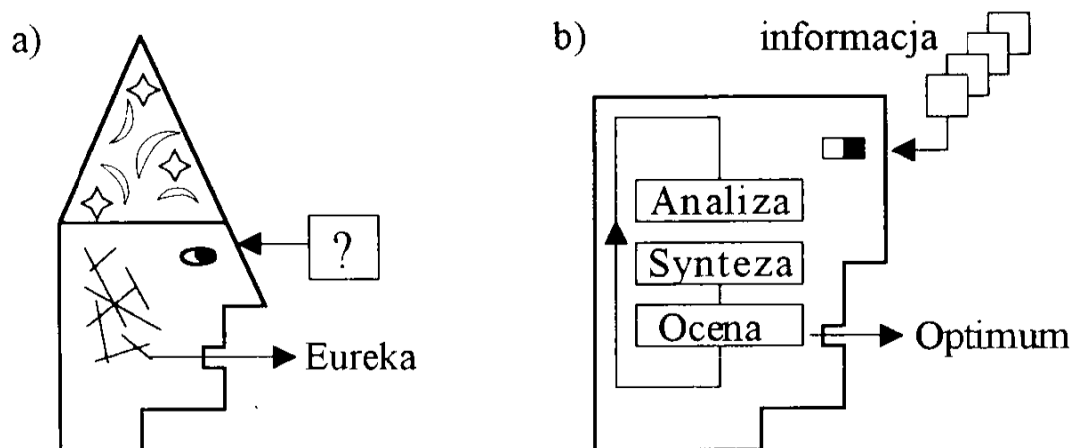 a)
?
Eureka
b)
informacja
Analiza
Synteza
Ocena
Optimum